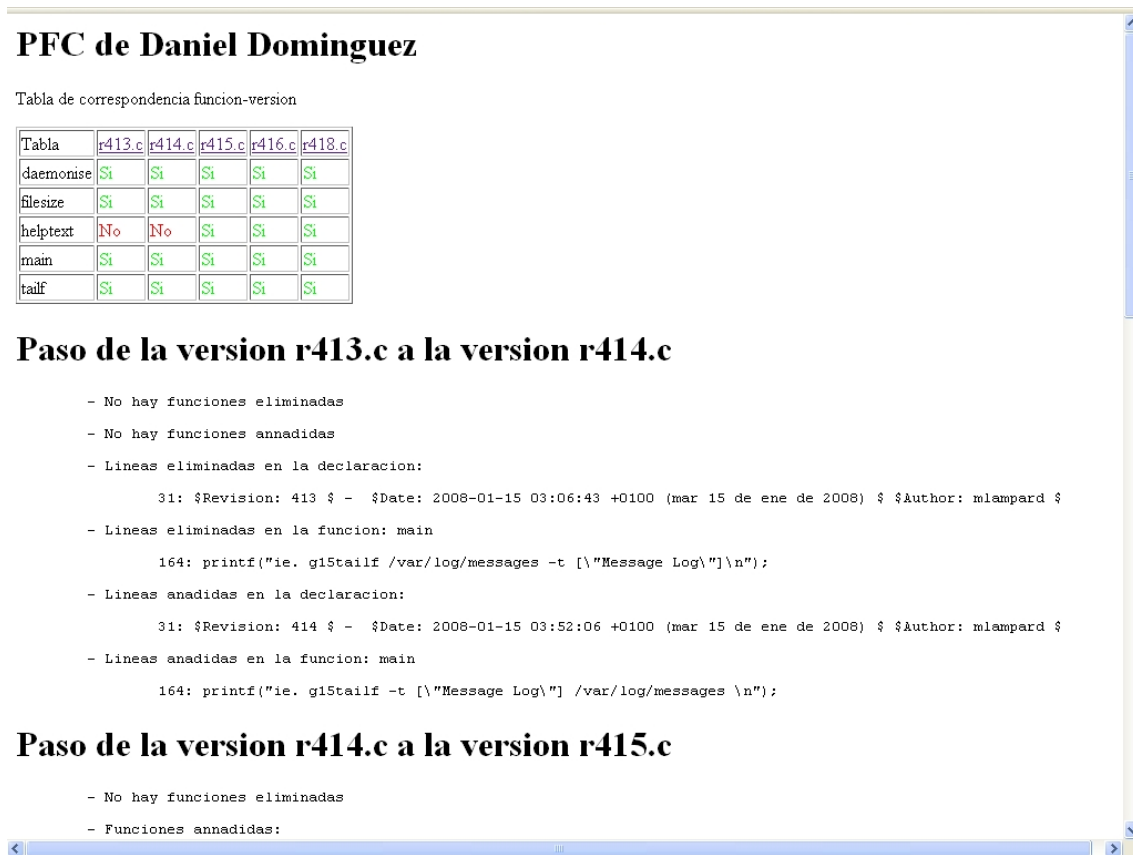 PFC de Daniel Dominguez
Tabla de correspondencia funcion-version
Tabla r413.c r414.c r415.c r416.c r418.c
daemonise Si Si Si Si Si
filesize Si Si Si Si Si
helptext No No Si Si Si
main Si Si Si Si Si
tailf Si Si Si Si Si
Paso de la version r413.c a la version r414.c
- No hay funciones eliminadas
- No hay funciones annadidas
- Lineas eliminadas en la declaracion:
31: $Revision: 413 $ - $Date: 2008-01-15 03:06:43 +0100 (mar 15 de ene de 2008) $ $Author: mlampard $
- Lineas eliminadas en la funcion: main
164: printf("ie. g15tailf /var/log/messages -t [\"Message Log\"]\n");
- Lineas anadidas en la declaracion:
31: $Revision: 414 $ - $Date: 2008-01-15 03:52:06 +0100 (mar 15 de ene de 2008) $ $Author: mlampard $
- Lineas anadidas en la funcion: main
164: printf("ie. g15tailf -t [\"Message Log\"] /var/log/messages \n");
Paso de la version r414.c a la version r415.c
- No hay funciones eliminadas
- Funciones annadidas: